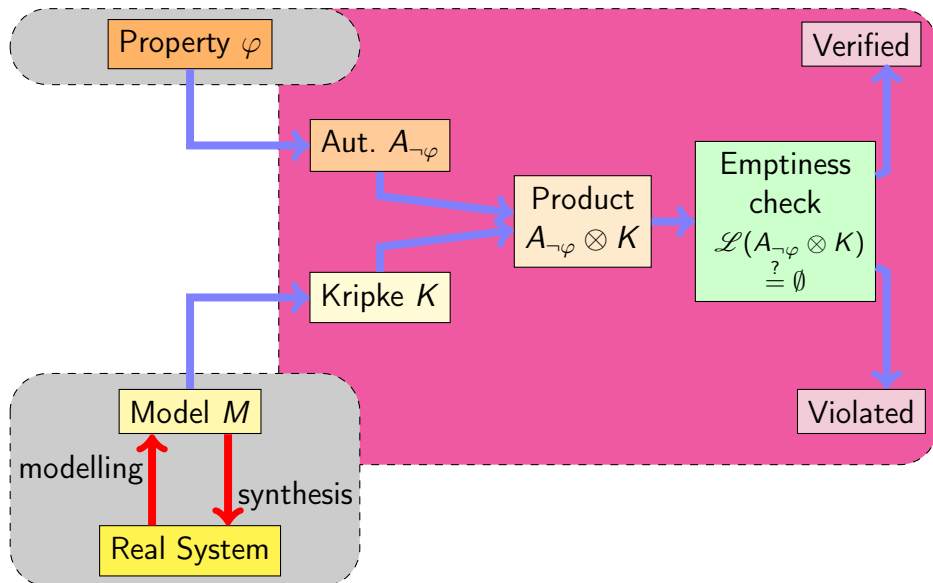 Property φ
Verified
Aut. A¬φ
Emptiness
check
ℒ(A¬φ ⊗ K)
?
= ∅
Product
A¬φ ⊗ K
Kripke K
Model M
Violated
modelling
synthesis
Real System